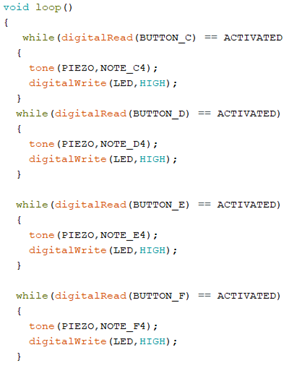 void loop()
{
while(digitalRead(BUTTON_C) == ACTIVATED
{
tone(PIEZO,NOTE_C4);
digitalWrite(LED,HIGH);
}
while(digitalRead(BUTTON_D) == ACTIVATED)
{
tone(PIEZO,NOTE_D4);
digitalWrite(LED,HIGH);
}
while(digitalRead(BUTTON_E) == ACTIVATED)
{
tone(PIEZO,NOTE_E4);
digitalWrite(LED,HIGH);
}
while(digitalRead(BUTTON_F) == ACTIVATED)
{
tone(PIEZO,NOTE_F4);
digitalWrite(LED,HIGH);
}